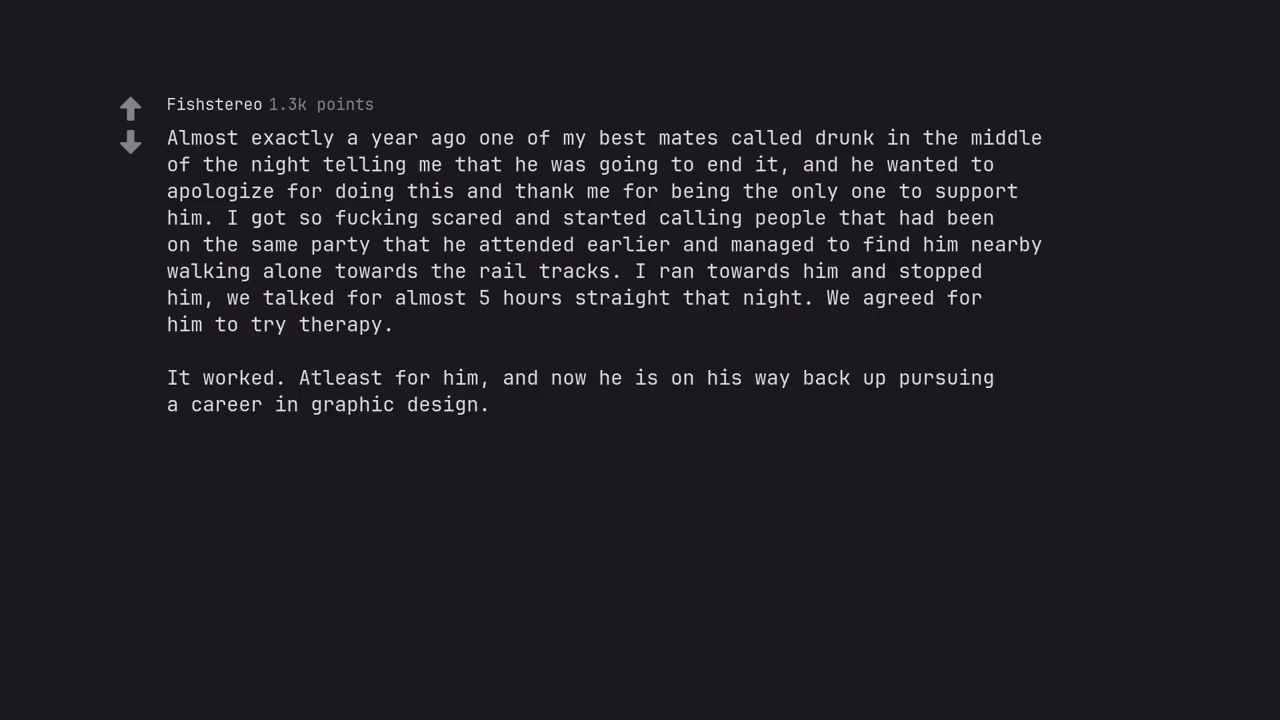 Fishstereo 1.3k points
Almost exactly a year ago one of my best mates called drunk in the middle
of the night telling me that he was going to end it, and he wanted to
apologize for doing this and thank me for being the only one to support
him. I got so fucking scared and started calling people that had been
on the same party that he attended earlier and managed to find him nearby
walking alone towards the rail tracks. I ran towards him and stopped
him, we talked for almost 5 hours straight that night. We agreed for
him to try therapy.
It worked. Atleast for him, and now he is on his way back up pursuing
a career in graphic design.